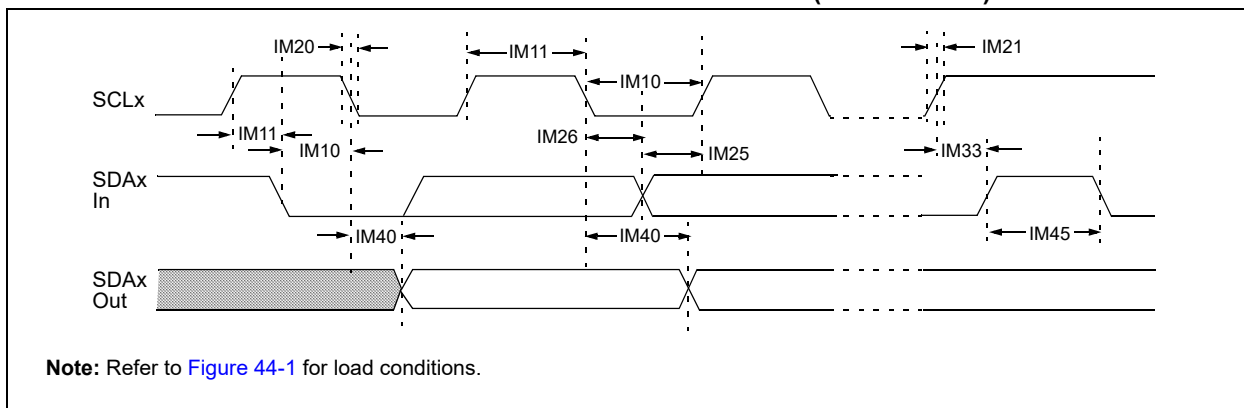 IM20
IM11
IM21
IM10
SCLx
IM11
IM26
IM10
IM25
IM33
SDAx
In
IM40
IM40
IM45
SDAx
Out
Note: Refer to Figure 44-1 for load conditions.